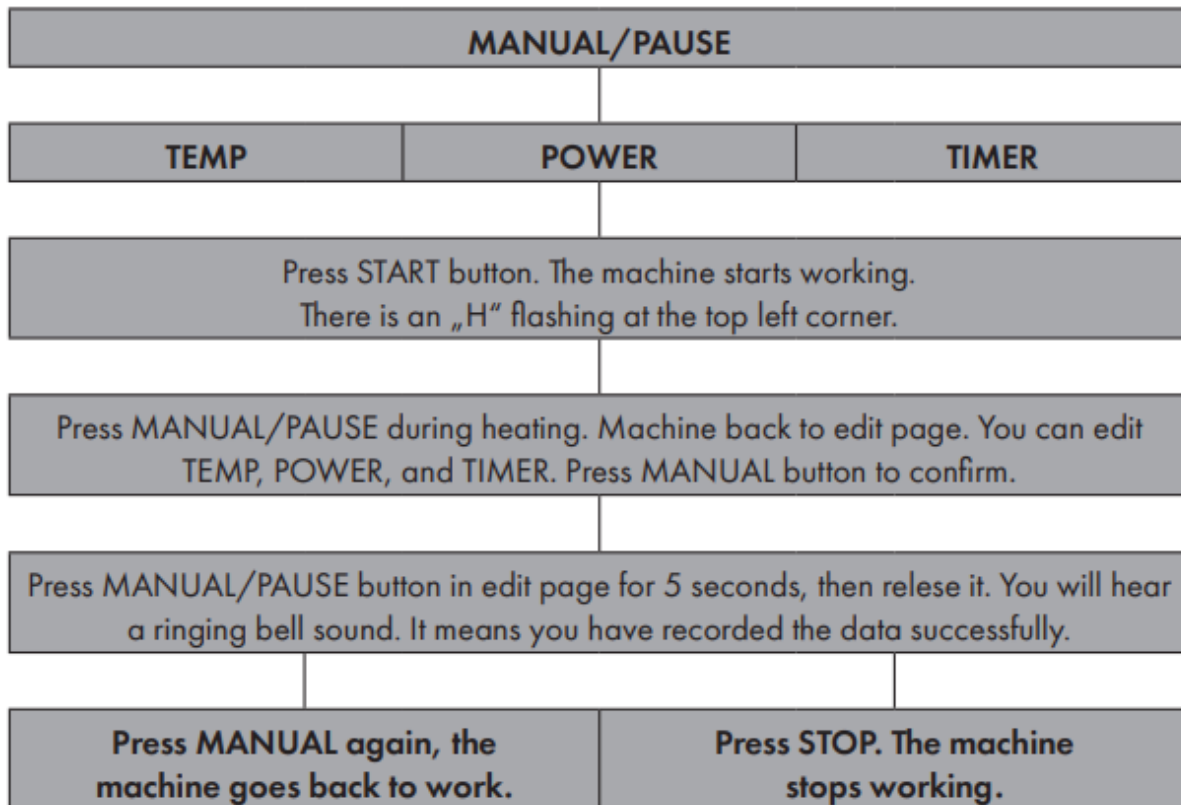 MANUAL/PAUSE
TEMP
POWER
TIMER
Press START button. The machine starts working.
There is an „H“ flashing at the top left corner.
Press MANUAL/PAUSE during heating. Machine back to edit page. You can edit
TEMP, POWER, and TIMER. Press MANUAL button to confirm.
Press MANUAL/PAUSE button in edit page for 5 seconds, then relese it. You will hear
a ringing bell sound. It means you have recorded the data successfully.
Press MANUAL again, the
machine goes back to work.
Press STOP. The machine
stops working.